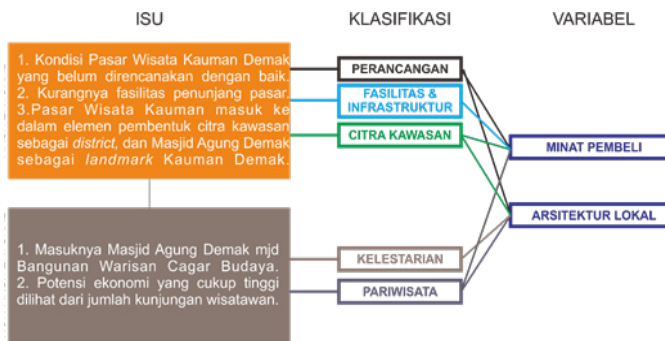 ISU
KLASIFIKASI
VARIABEL
1. Kondisi Pasar Wisata Kauman Demak
yang belum direncanakan dengan baik.
2. Kurangnya fasilitas penunjang pasar.
3.Pasar Wisata Kauman masuk ke
dalam elemen pembentuk citra kawasan
sebagai district, dan Masjid Agung Demak
sebagai landmark Kauman Demak.
1. Masuknya Masjid Agung Demak mjd
Bangunan Warisan Cagar Budaya.
2. Potensi ekonomi yang cukup tinggi
dilihat dari jumlah kunjungan wisatawan.
PERANCANGAN
FASILITAS &
INFRASTRUKTUR
CITRA KAWASAN
KELESTARIAN
PARIWISATA
MINAT PEMBELI
ARSITEKTUR LOKAL